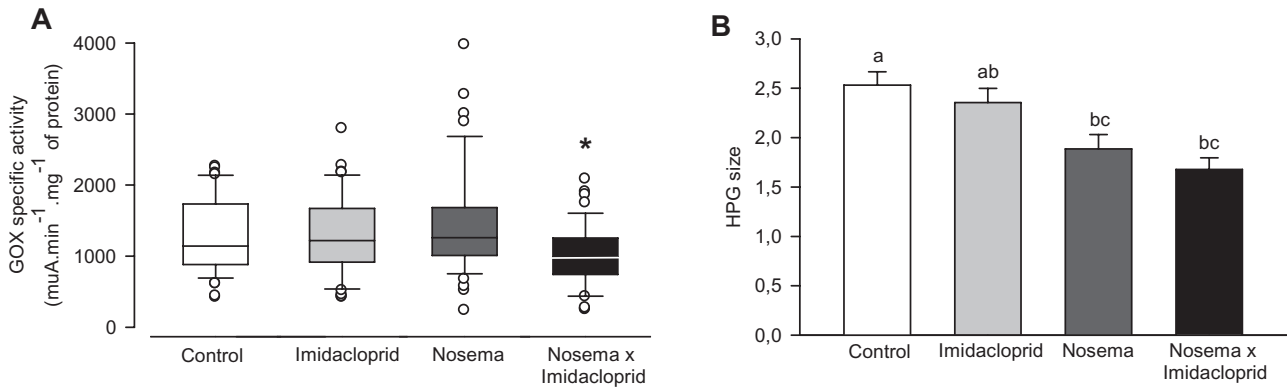 A
GOX specific activity
(muA.min-1.mg-1 of protein)
4000
3000
2000
1000
0
*
Control
Imidacloprid
Nosema
Nosema x
Imidacloprid
B
HPG size
3,0
2,5
2,0
1,5
1,0
0,5
0,0
a
ab
bc
bc
Control
Imidacloprid
Nosema
Nosema x
Imidacloprid